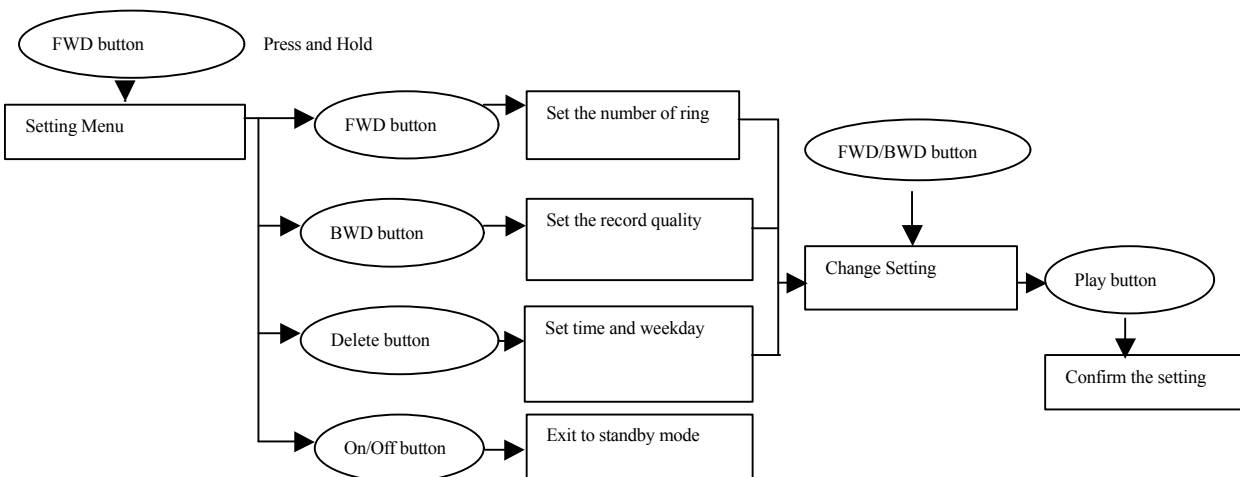 FWD button
Press and Hold
Setting Menu
FWD button
Set the number of ring
FWD/BWD button
BWD button
Set the record quality
Change Setting
Play button
Delete button
Set time and weekday
Confirm the setting
On/Off button
Exit to standby mode